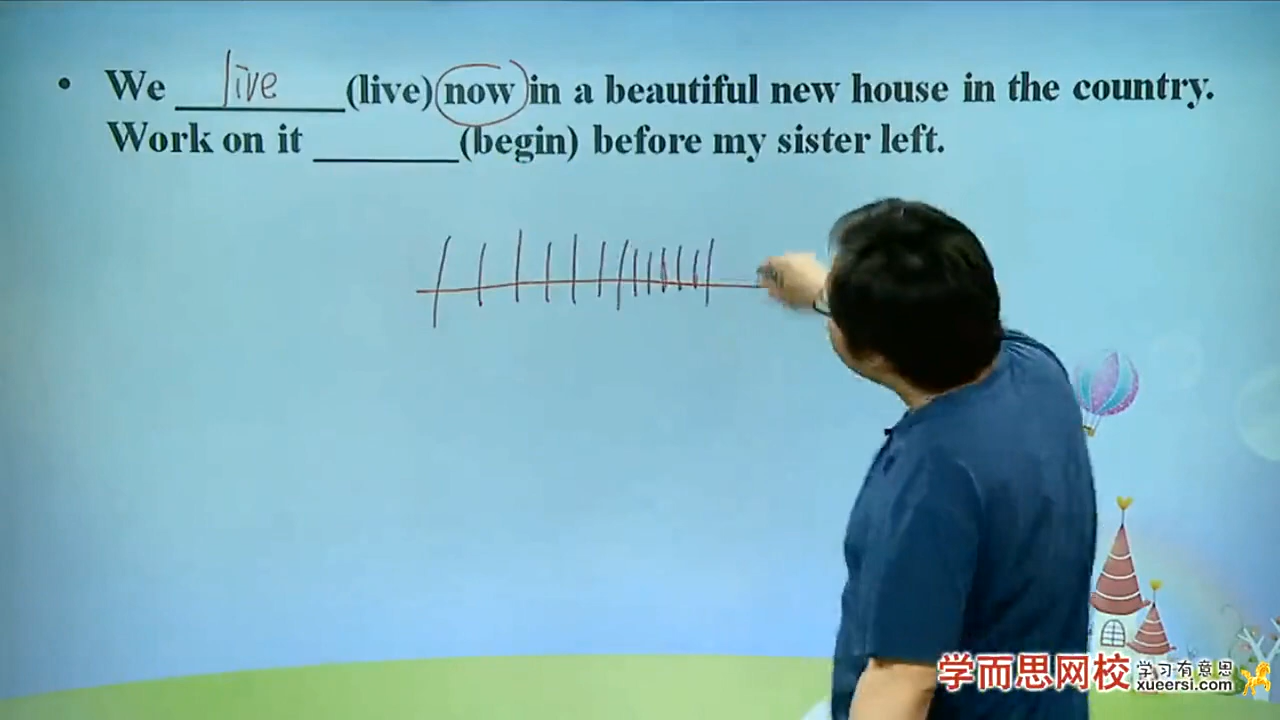 • We live (live) now in a beautiful new house in the country.
Work on it _______(begin) before my sister left.
学而思网校 学习有意思
xueersi.com